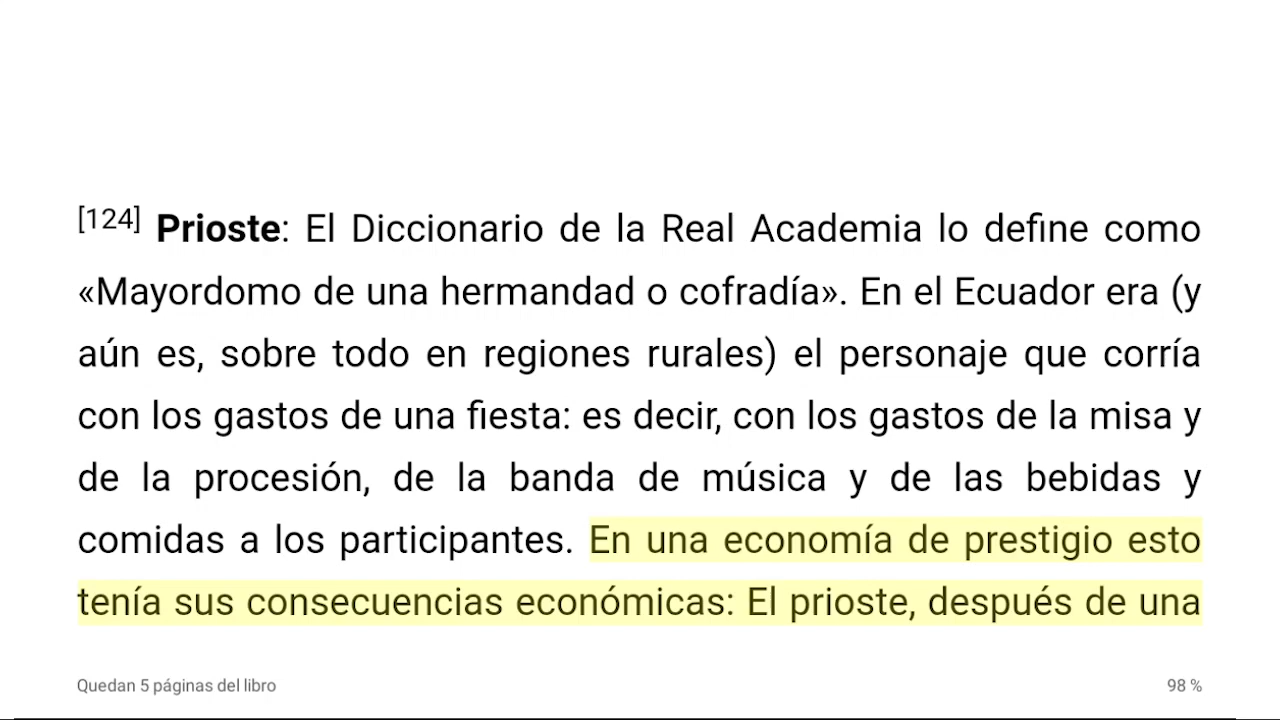 [124] Prioste: El Diccionario de la Real Academia lo define como
«Mayordomo de una hermandad o cofradía». En el Ecuador era (y
aún es, sobre todo en regiones rurales) el personaje que corría
con los gastos de una fiesta: es decir, con los gastos de la misa y
de la procesión, de la banda de música y de las bebidas y
comidas a los participantes. En una economía de prestigio esto
tenía sus consecuencias económicas: El prioste, después de una
Quedan 5 páginas del libro
98 %